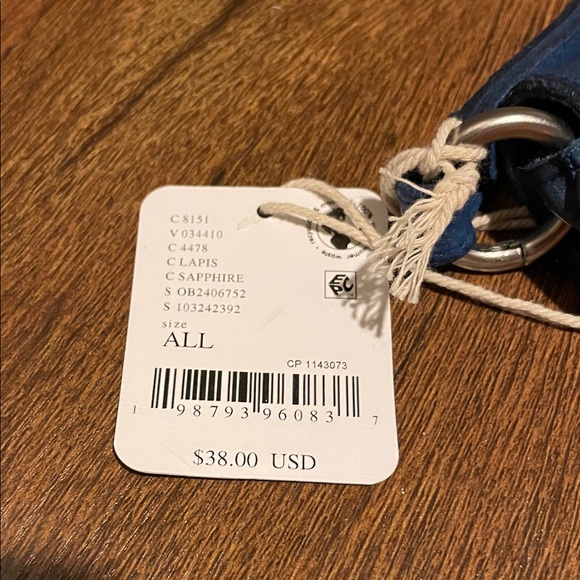 C 8151
V 034410
C 4478
C LAPIS
C SAPPHIRE
S OB2406752
S 103242392
size
ALL
CP 1143073
1 98793 96083 7
$38.00 USD